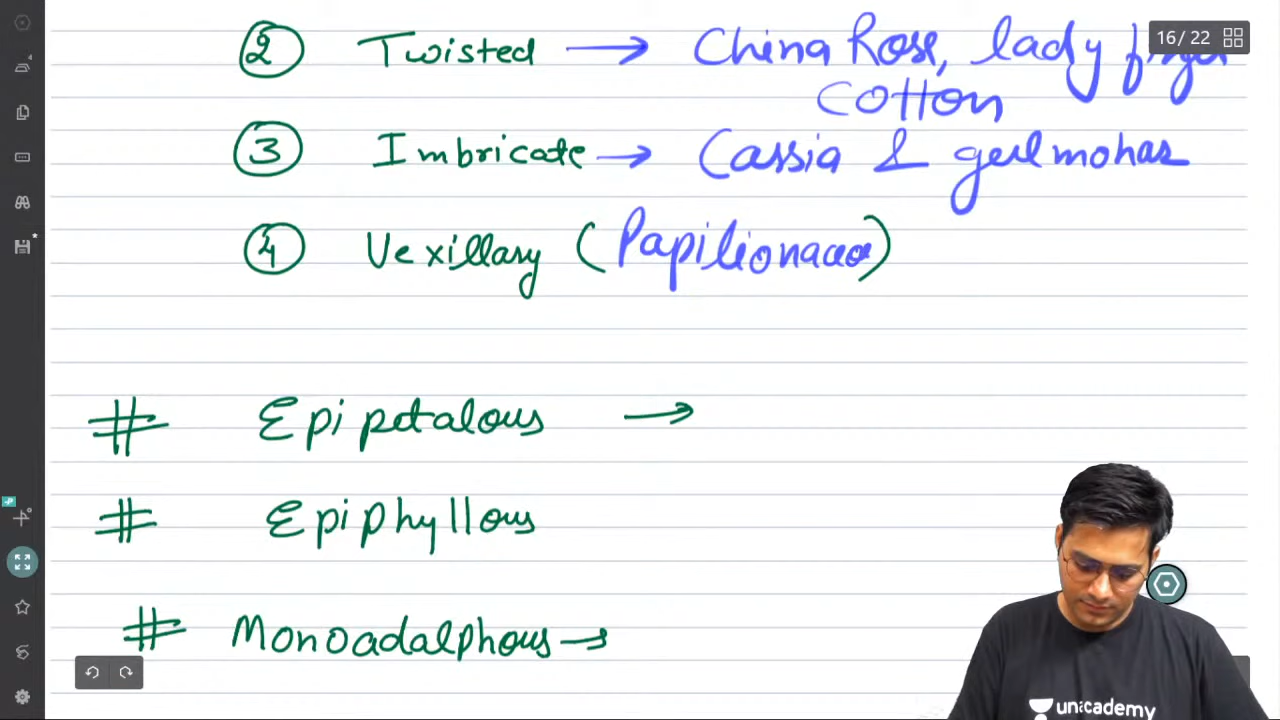 16 / 22
② Twisted → China Rose, lady finger
Cotton
③ Imbricate → Cassia & gulmohar
④ Vexillary (Papilionaceae)
# Epipetalous →
# Epiphyllous
# Monoadalphous →
unacademy